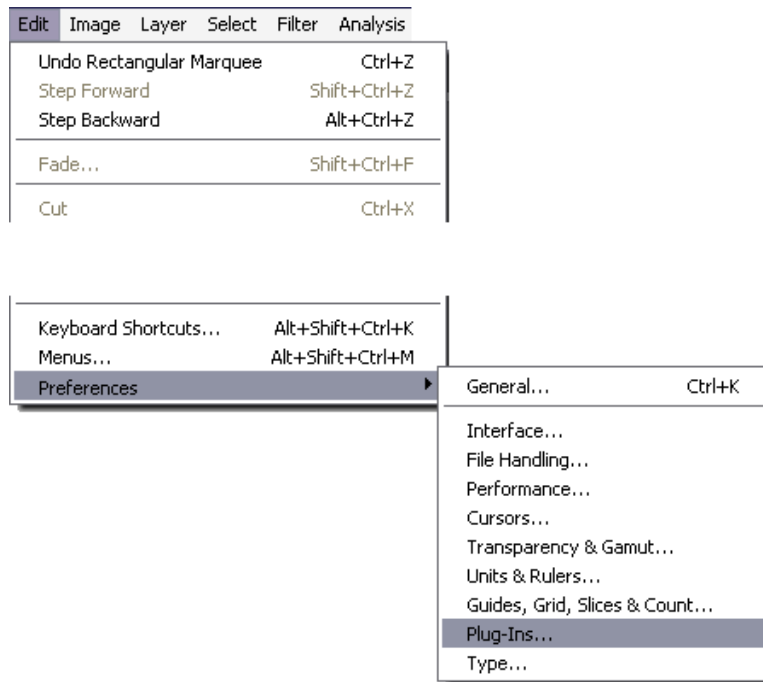 Edit Image Layer Select Filter Analysis
Undo Rectangular Marquee Ctrl+Z
Step Forward Shift+Ctrl+Z
Step Backward Alt+Ctrl+Z
Fade... Shift+Ctrl+F
Cut Ctrl+X
Keyboard Shortcuts... Alt+Shift+Ctrl+K
Menus... Alt+Shift+Ctrl+M
Preferences
General... Ctrl+K
Interface...
File Handling...
Performance...
Cursors...
Transparency & Gamut...
Units & Rulers...
Guides, Grid, Slices & Count...
Plug-Ins...
Type...